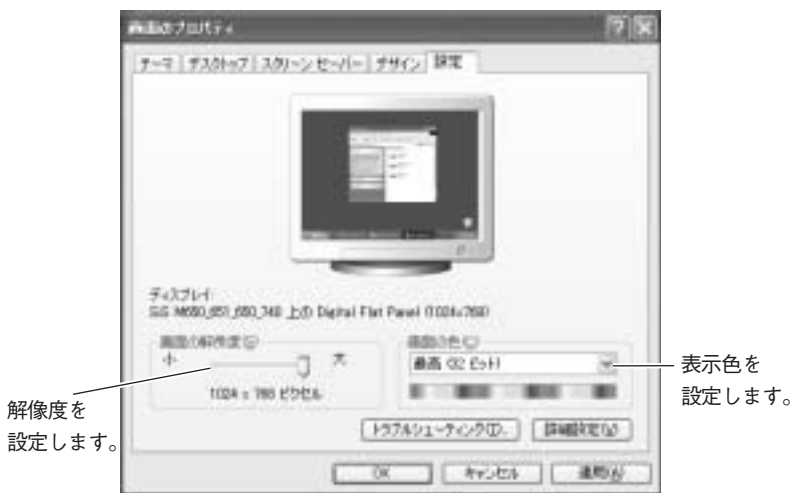 画面のプロパティ
テーマ デスクトップ スクリーン セーバー デザイン 設定
ディスプレイ:
SiS M650_651_650_740 上の Digital Flat Panel (1024x768)
画面の解像度(S)
小 大
1024 x 768 ピクセル
画面の色(C)
最高 (32 ビット)
トラブルシューティング(T)... 詳細設定(V)
OK キャンセル 適用(A)
解像度を
設定します。
表示色を
設定します。